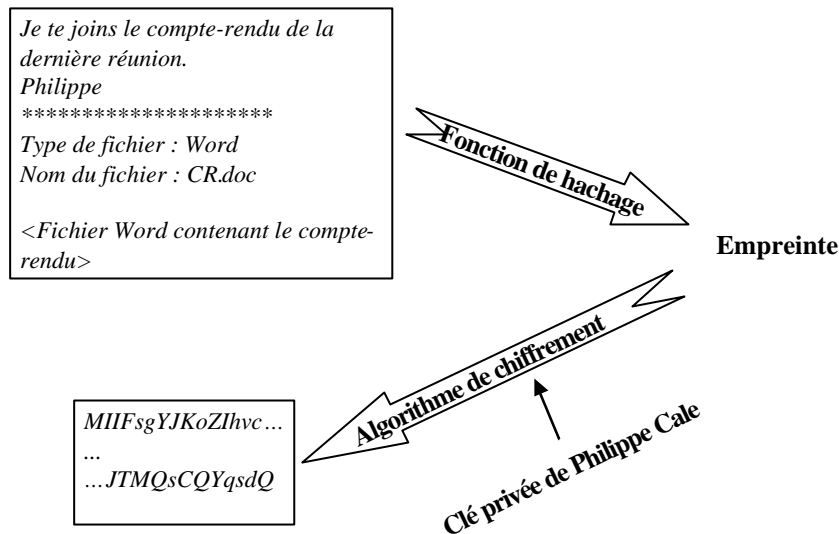 Je te joins le compte-rendu de la
dernière réunion.
Philippe
*********************
Type de fichier : Word
Nom du fichier : CR.doc
<Fichier Word contenant le compte-
rendu>
Fonction de hachage
Empreinte
Algorithme de chiffrement
MIIFsgYJKoZIhvc…
...
…JTMQsCQYqsdQ
Clé privée de Philippe Cale